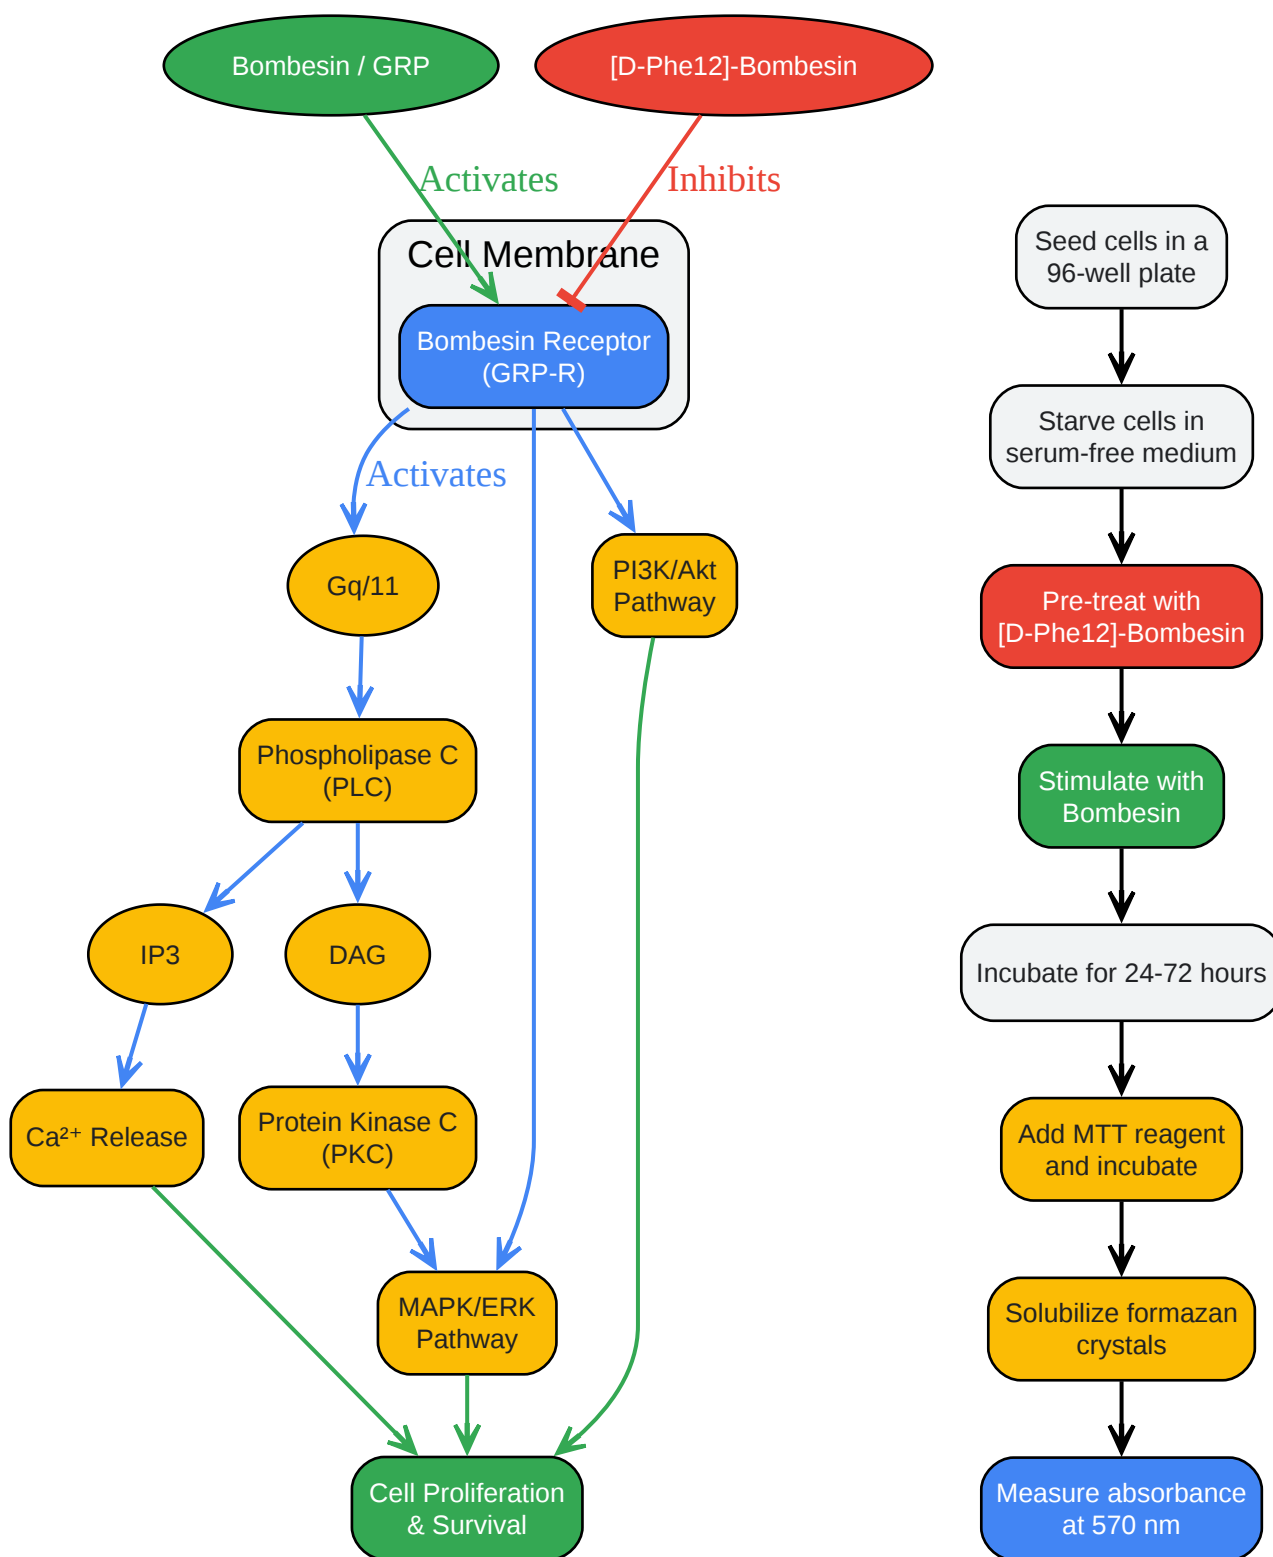 Bombesin / GRP
[D-Phe12]-Bombesin
Activates
Inhibits
Cell Membrane
Bombesin Receptor
(GRP-R)
Activates
Gq/11
PI3K/Akt
Pathway
Phospholipase C
(PLC)
IP3
DAG
Ca²⁺ Release
Protein Kinase C
(PKC)
MAPK/ERK
Pathway
Cell Proliferation
& Survival
Seed cells in a
96-well plate
Starve cells in
serum-free medium
Pre-treat with
[D-Phe12]-Bombesin
Stimulate with
Bombesin
Incubate for 24-72 hours
Add MTT reagent
and incubate
Solubilize formazan
crystals
Measure absorbance
at 570 nm